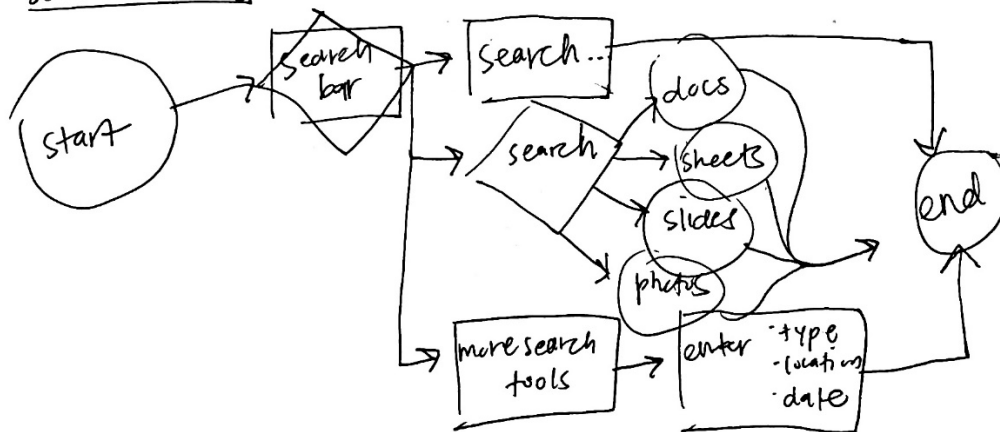 start
search
bar
search...
search
docs
sheets
slides
photos
end
more search
tools
enter
·type
·location
·date